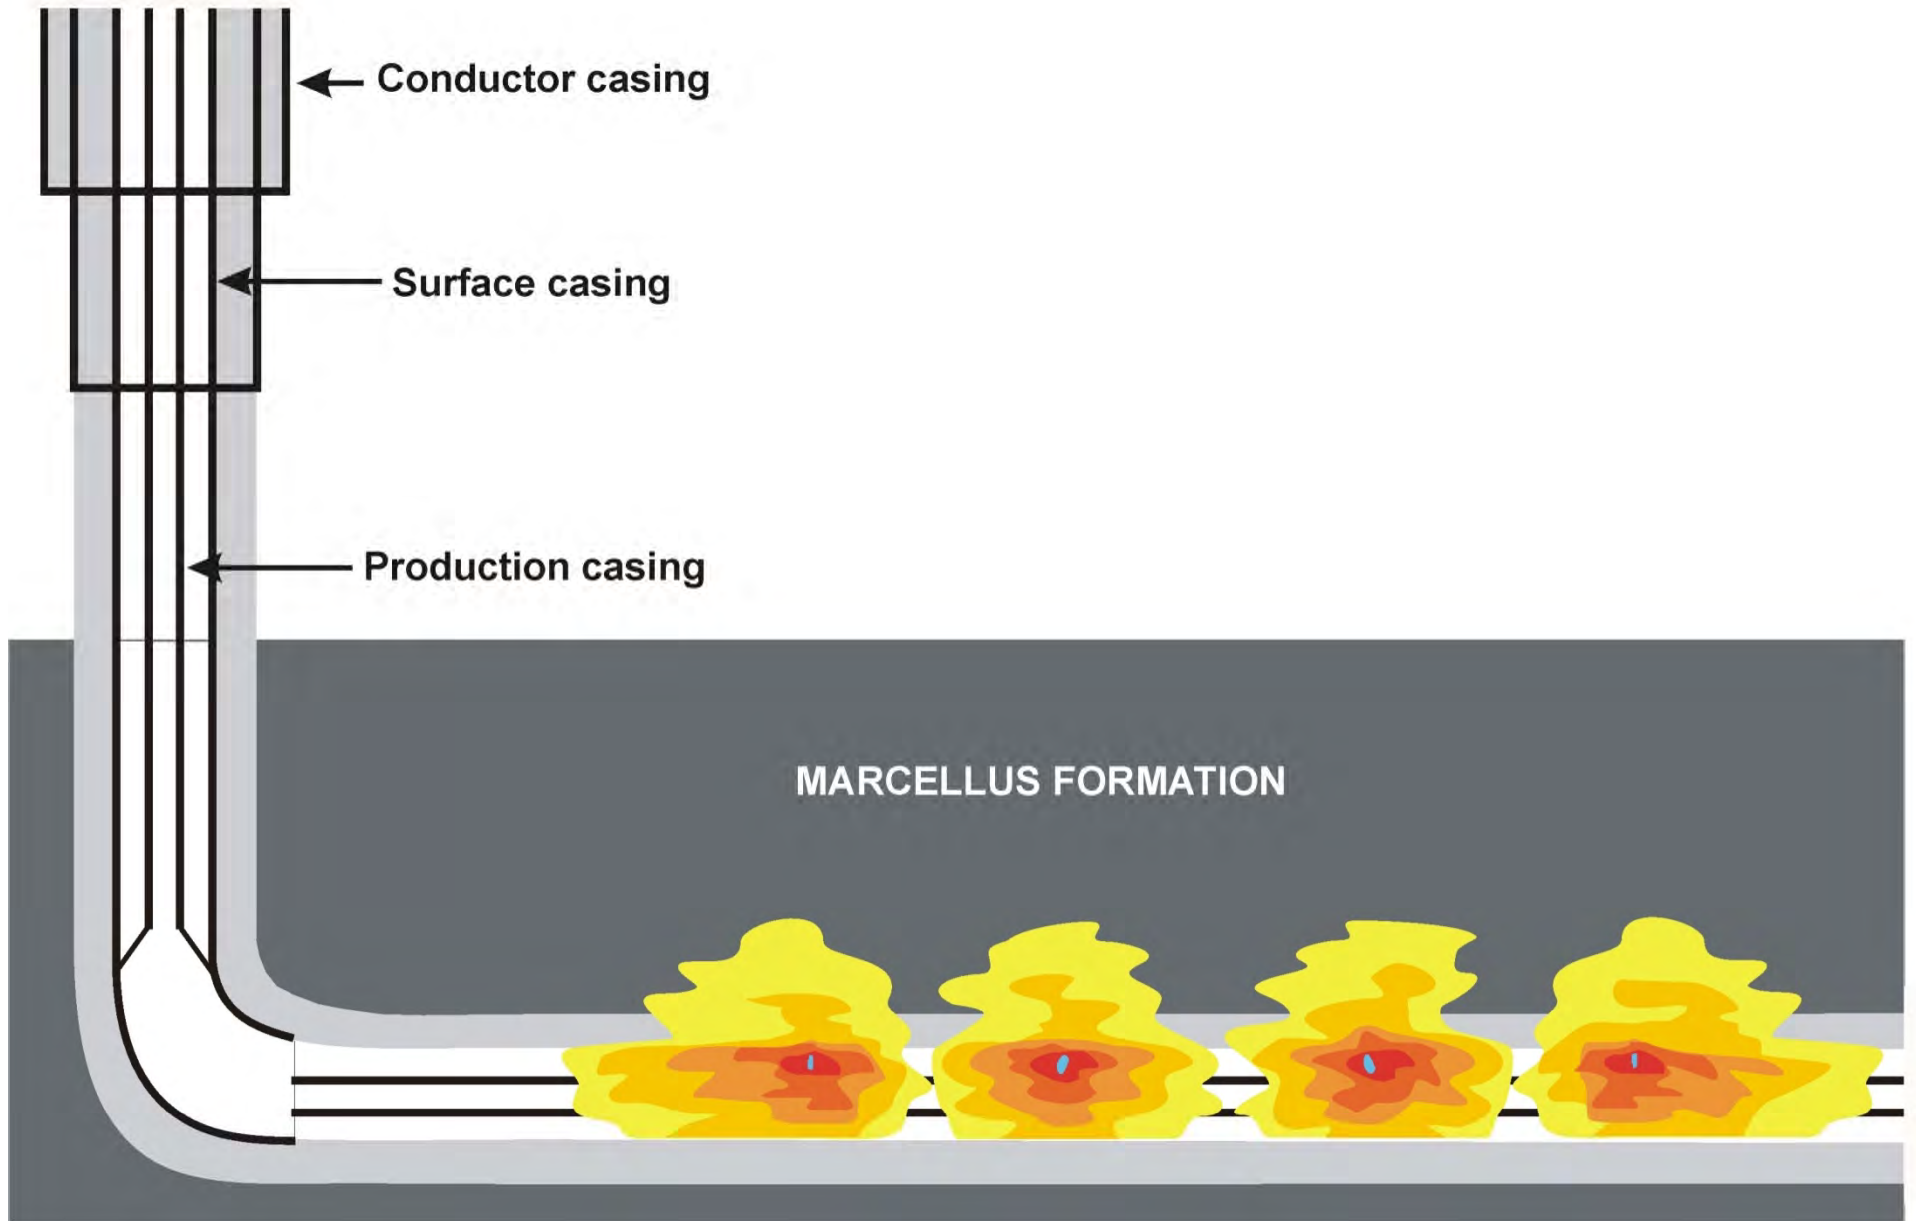 Conductor casing
Surface casing
Production casing
MARCELLUS FORMATION